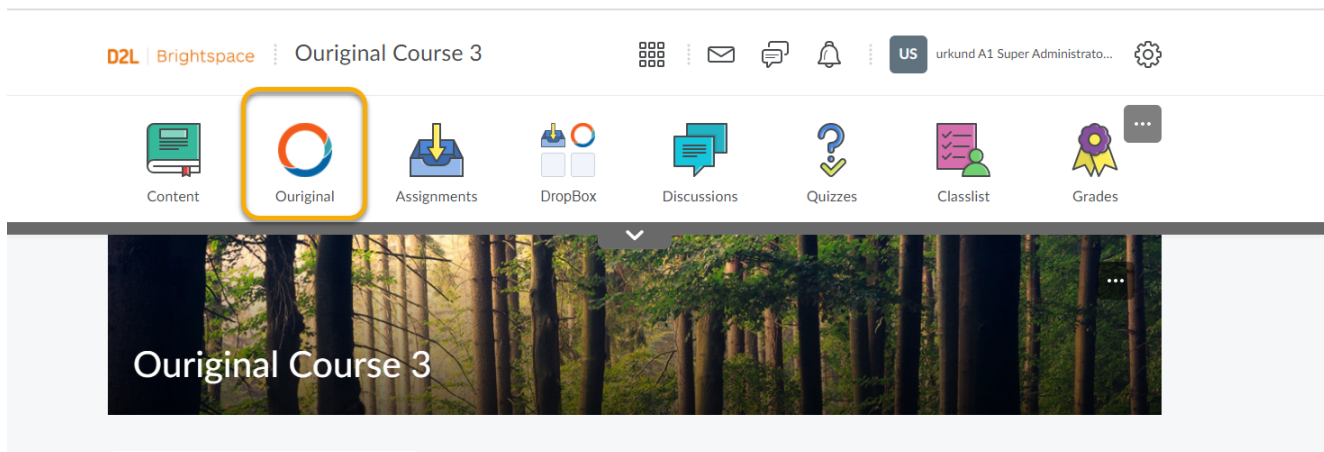 D2L Brightspace Ouriginal Course 3 US urkund A1 Super Administrato...
Content Ouriginal Assignments DropBox Discussions Quizzes Classlist Grades
Ouriginal Course 3